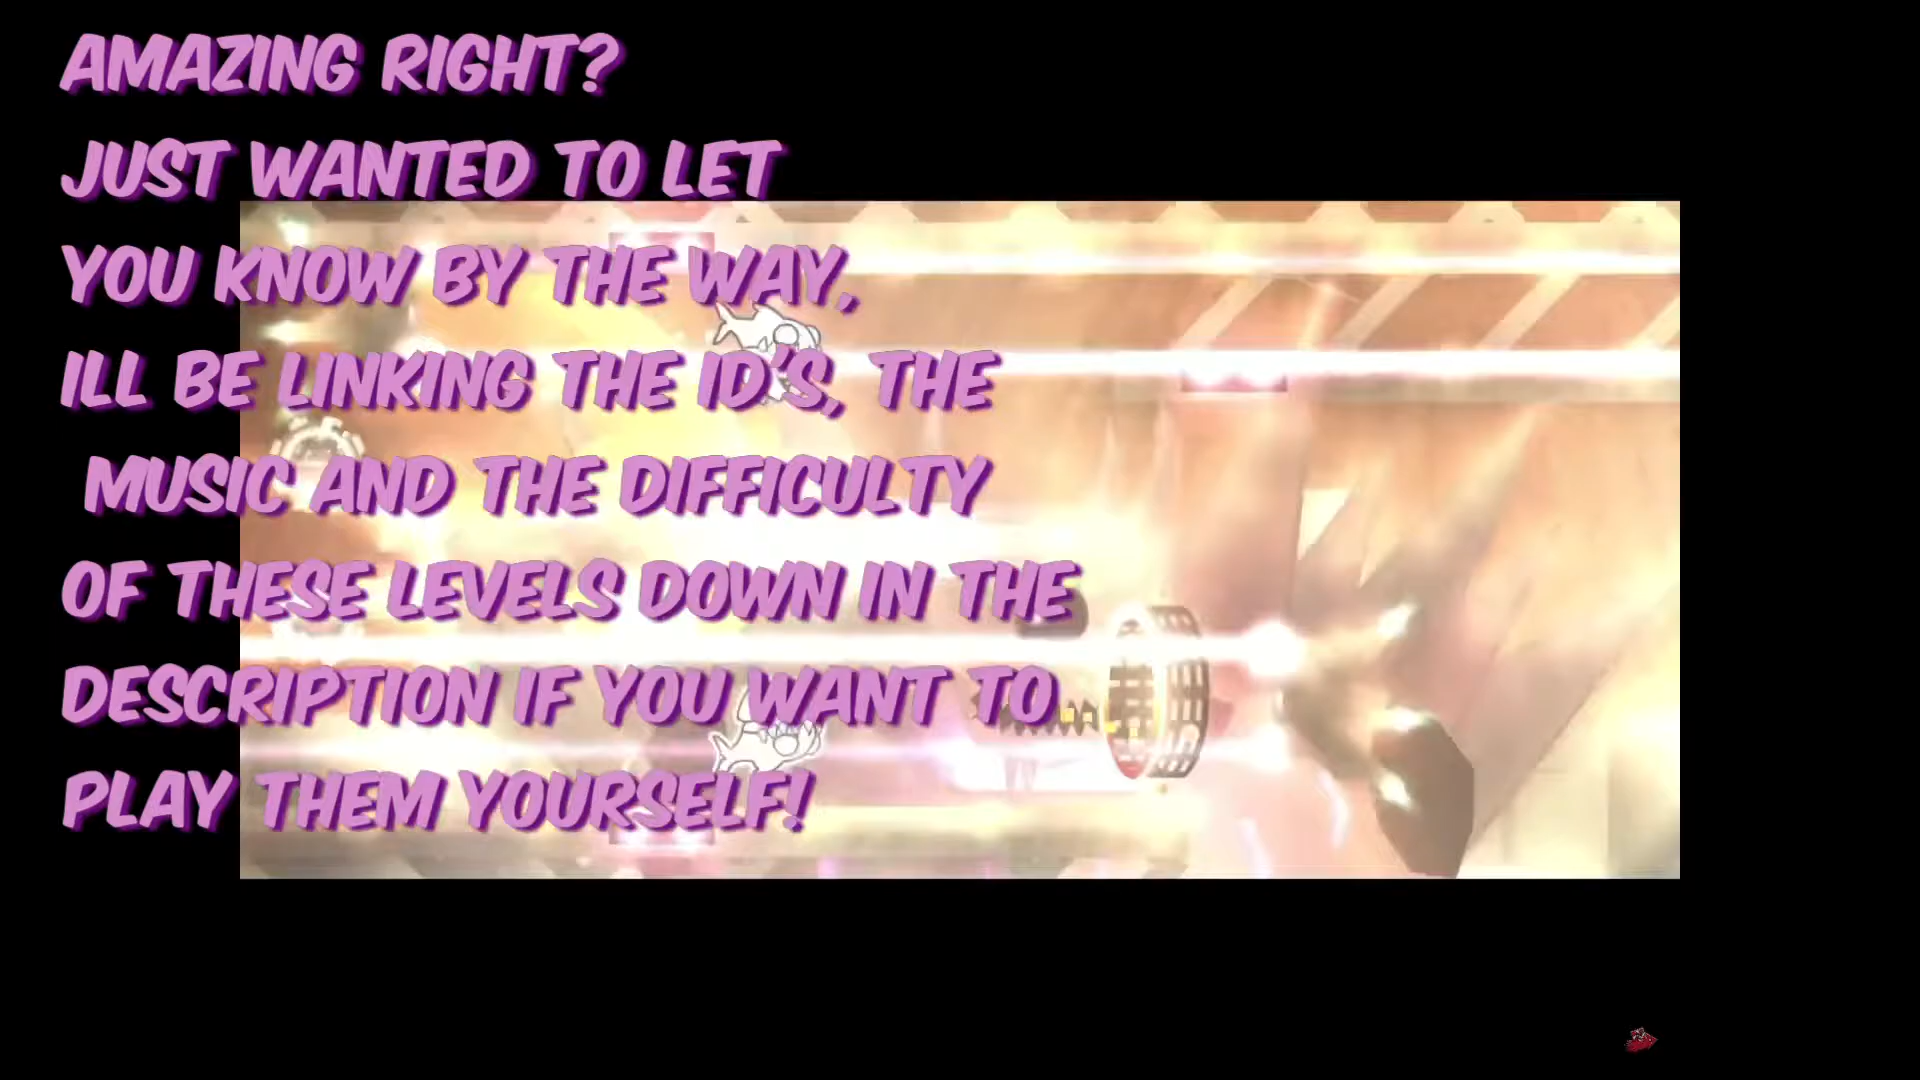 AMAZING RIGHT?
JUST WANTED TO LET
YOU KNOW BY THE WAY,
ILL BE LINKING THE ID'S, THE
MUSIC AND THE DIFFICULTY
OF THESE LEVELS DOWN IN THE
DESCRIPTION IF YOU WANT TO
PLAY THEM YOURSELF!